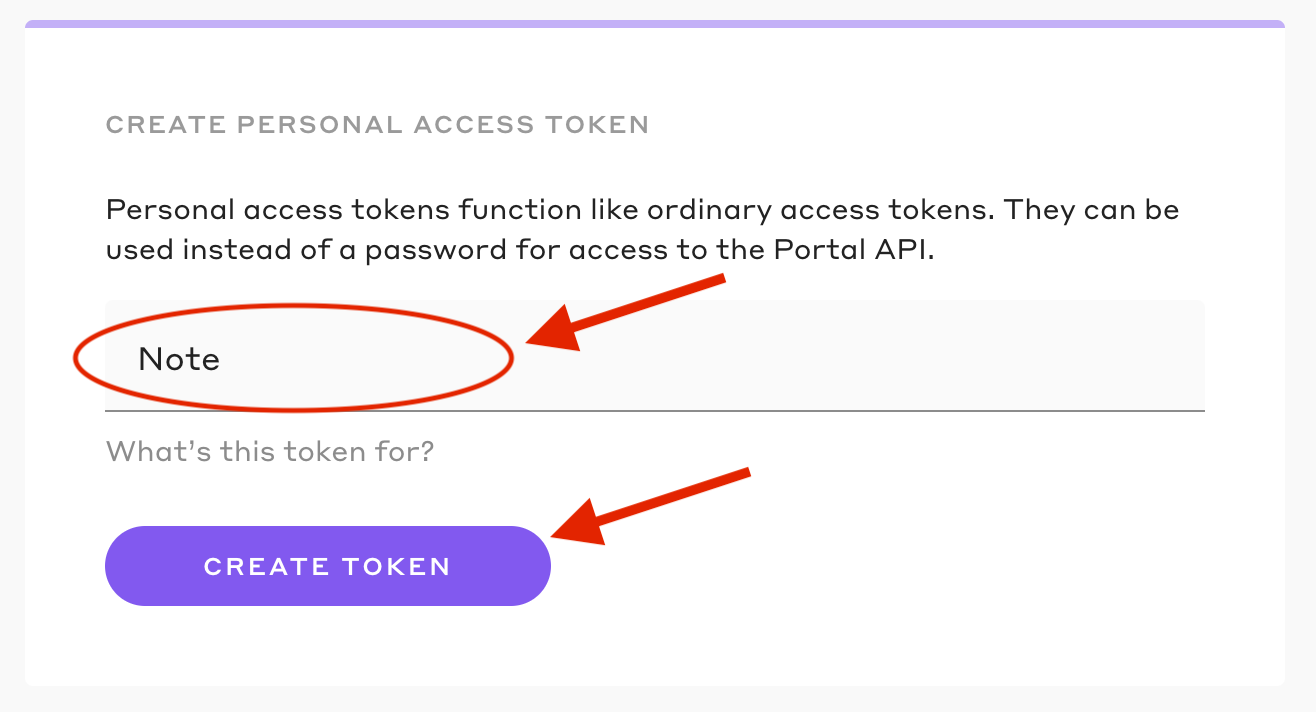 CREATE PERSONAL ACCESS TOKEN
Personal access tokens function like ordinary access tokens. They can be
used instead of a password for access to the Portal API.
Note
What’s this token for?
CREATE TOKEN